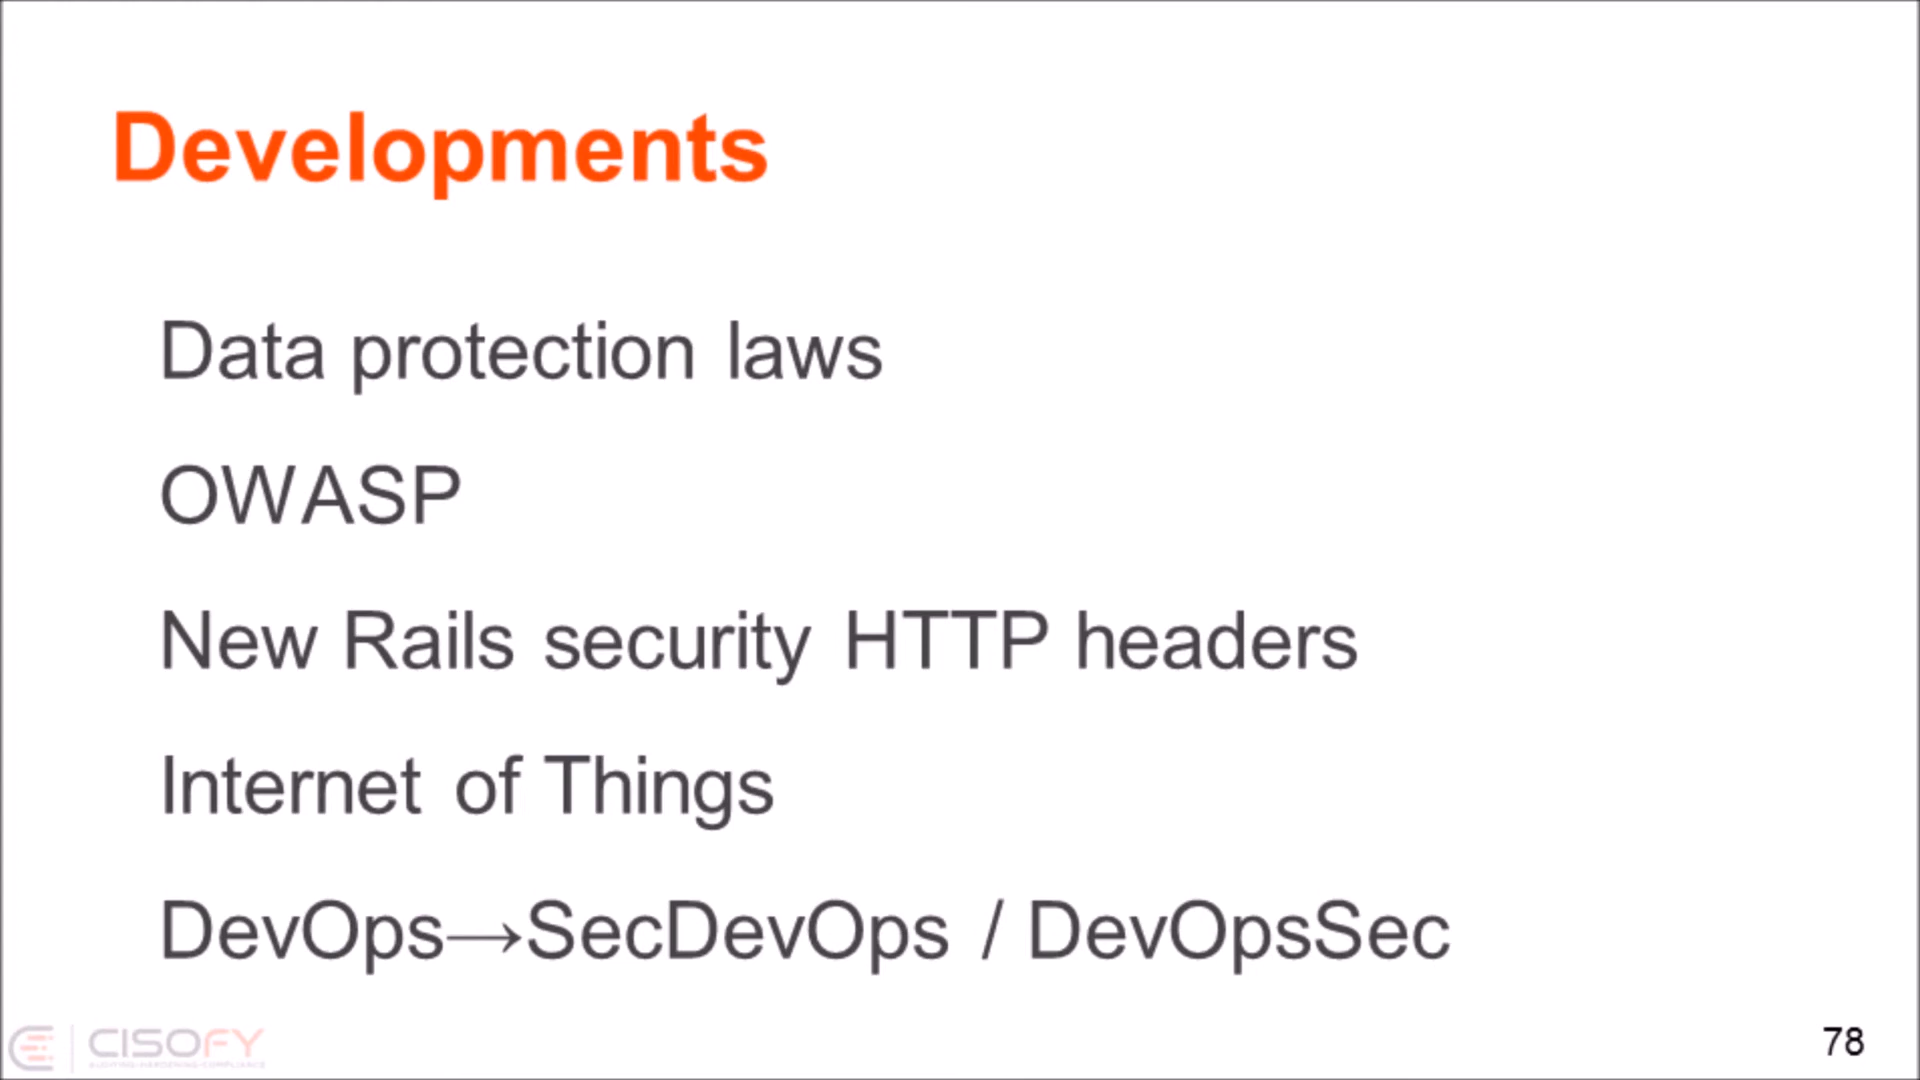 Developments
Data protection laws
OWASP
New Rails security HTTP headers
Internet of Things
DevOps→SecDevOps / DevOpsSec
CISOFY
78